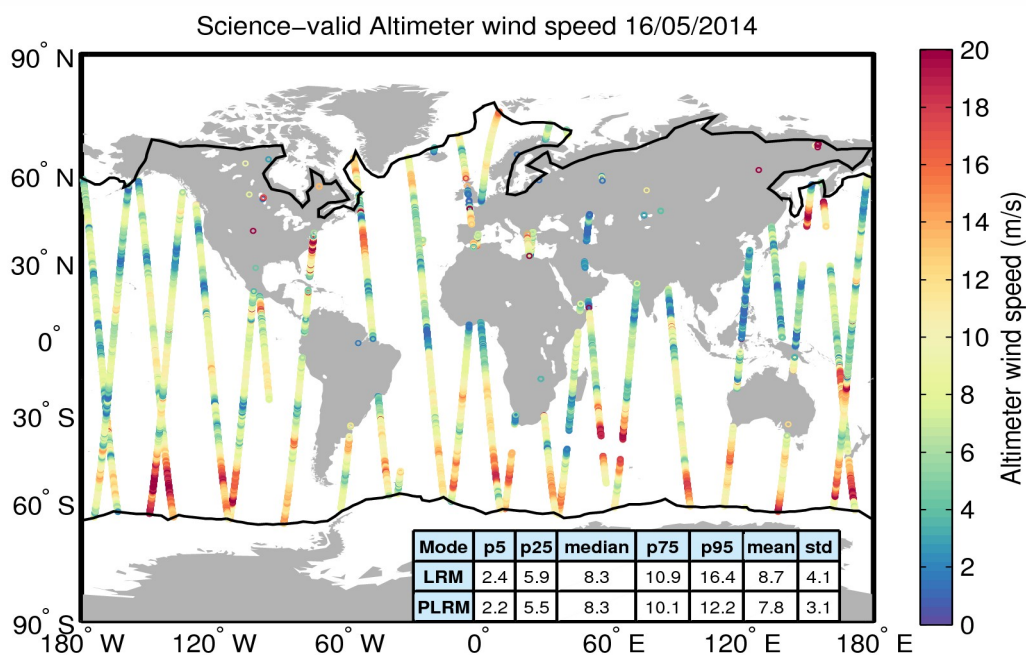 Science−valid Altimeter wind speed 16/05/2014
90° N
60° N
30° N
0°
30° S
60° S
90° S
180° W
120° W
60° W
0°
60° E
120° E
180° E
Mode p5 p25 median p75 p95 mean std
LRM 2.4 5.9 8.3 10.9 16.4 8.7 4.1
PLRM 2.2 5.5 8.3 10.1 12.2 7.8 3.1
20
18
16
14
12
10
8
6
4
2
0
Altimeter wind speed (m/s)